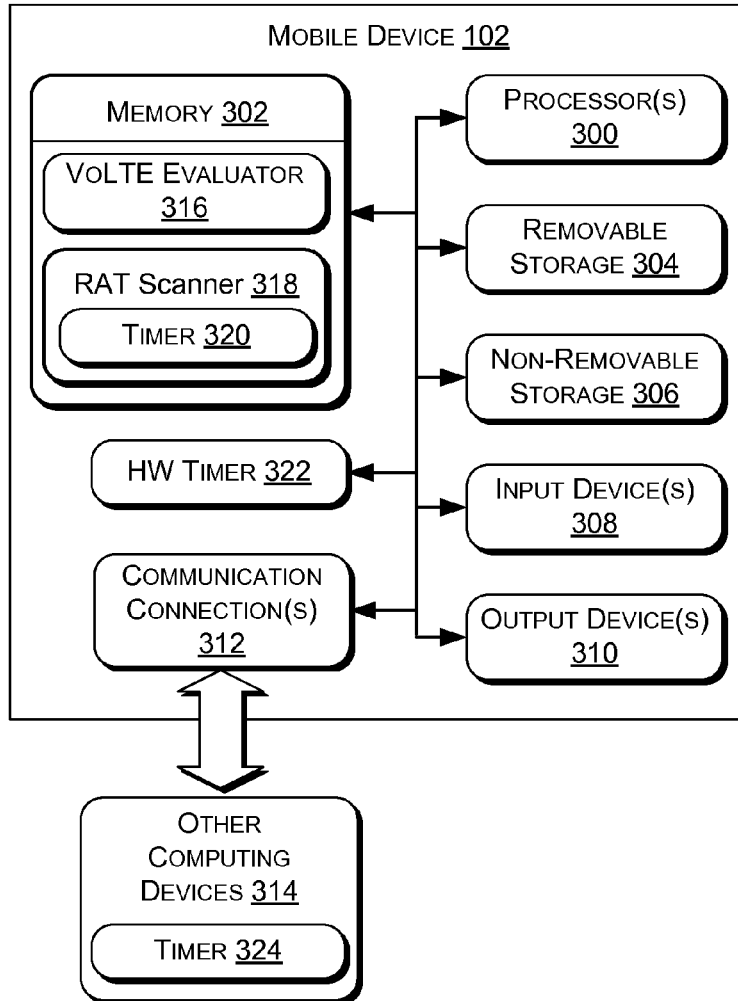 MOBILE DEVICE 102
MEMORY 302
VOLTE EVALUATOR
316
RAT Scanner 318
TIMER 320
HW TIMER 322
COMMUNICATION
CONNECTION(S)
312
PROCESSOR(S)
300
REMOVABLE
STORAGE 304
NON-REMOVABLE
STORAGE 306
INPUT DEVICE(S)
308
OUTPUT DEVICE(S)
310
OTHER
COMPUTING
DEVICES 314
TIMER 324